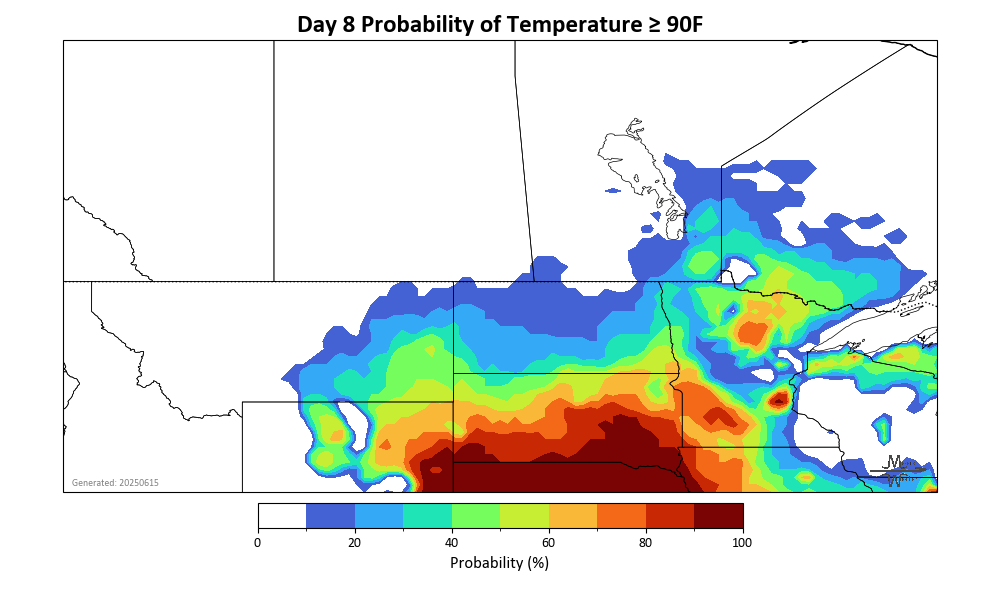 Day 8 Probability of Temperature ≥ 90F
Generated: 20250615
0 20 40 60 80 100
Probability (%)